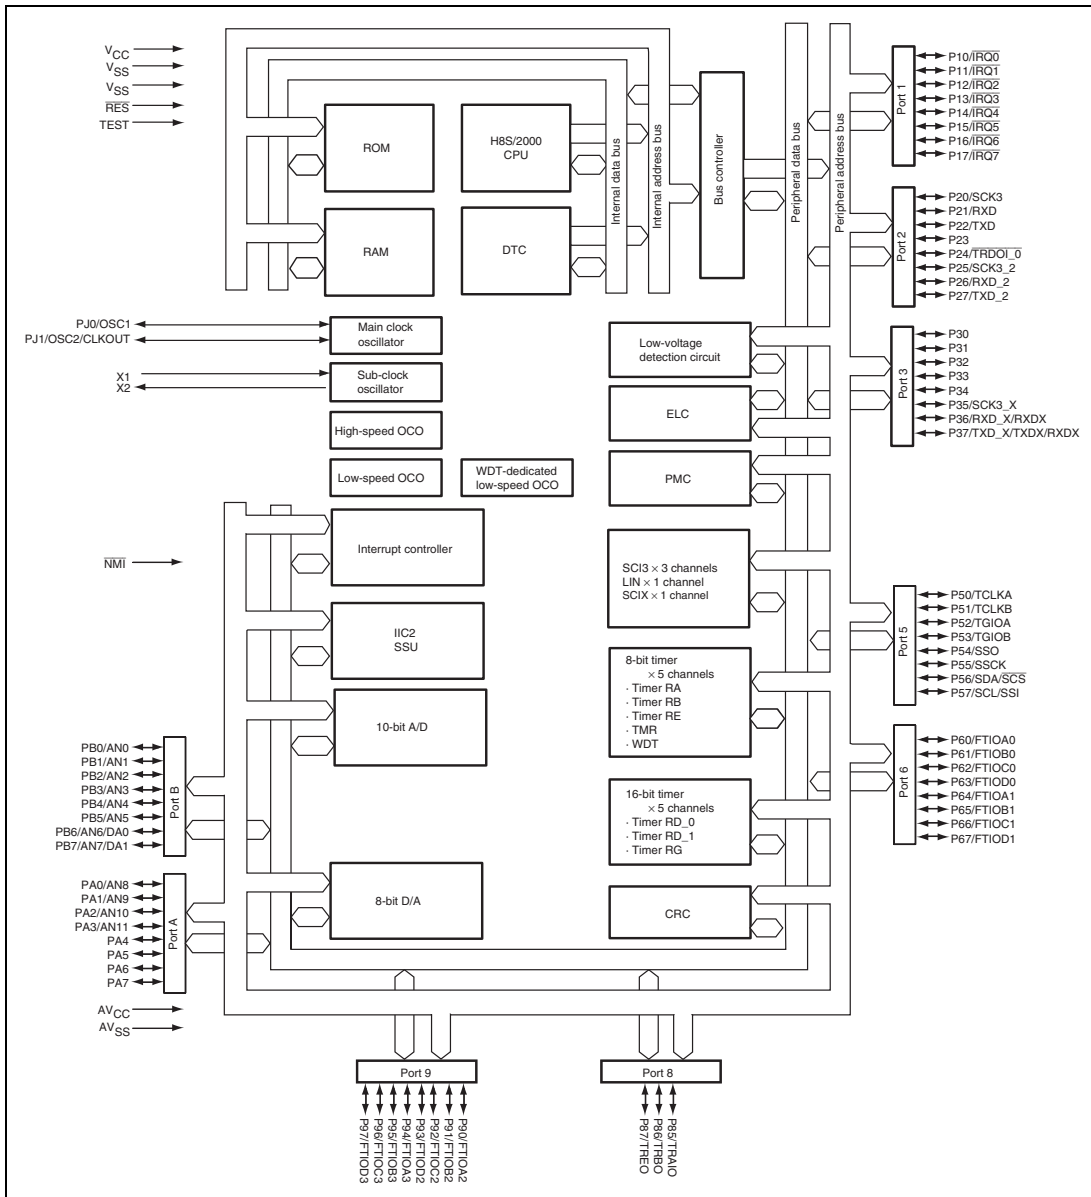 VCC
VSS
VSS
RES
TEST
ROM
H8S/2000
CPU
RAM
DTC
Internal data bus
Internal address bus
Bus controller
Peripheral data bus
Peripheral address bus
Port 1
P10/IRQ0
P11/IRQ1
P12/IRQ2
P13/IRQ3
P14/IRQ4
P15/IRQ5
P16/IRQ6
P17/IRQ7
Port 2
P20/SCK3
P21/RXD
P22/TXD
P23
P24/TRDOI_0
P25/SCK3_2
P26/RXD_2
P27/TXD_2
PJ0/OSC1
PJ1/OSC2/CLKOUT
Main clock
oscillator
X1
X2
Sub-clock
oscillator
High-speed OCO
Low-speed OCO
WDT-dedicated
low-speed OCO
Low-voltage
detection circuit
ELC
PMC
Port 3
P30
P31
P32
P33
P34
P35/SCK3_X
P36/RXD_X/RXDX
P37/TXD_X/TXDX/RXDX
NMI
Interrupt controller
IIC2
SSU
10-bit A/D
SCI3 × 3 channels
LIN × 1 channel
SCIX × 1 channel
8-bit timer
× 5 channels
· Timer RA
· Timer RB
· Timer RE
· TMR
· WDT
16-bit timer
× 5 channels
· Timer RD_0
· Timer RD_1
· Timer RG
CRC
8-bit D/A
Port 5
P50/TCLKA
P51/TCLKB
P52/TGIOA
P53/TGIOB
P54/SSO
P55/SSCK
P56/SDA/SCS
P57/SCL/SSI
Port 6
P60/FTIOA0
P61/FTIOB0
P62/FTIOC0
P63/FTIOD0
P64/FTIOA1
P65/FTIOB1
P66/FTIOC1
P67/FTIOD1
PB0/AN0
PB1/AN1
PB2/AN2
PB3/AN3
PB4/AN4
PB5/AN5
PB6/AN6/DA0
PB7/AN7/DA1
Port B
PA0/AN8
PA1/AN9
PA2/AN10
PA3/AN11
PA4
PA5
PA6
PA7
Port A
AVCC
AVSS
Port 9
P97/FTIOD3
P96/FTIOC3
P95/FTIOB3
P94/FTIOA3
P93/FTIOD2
P92/FTIOC2
P91/FTIOB2
P90/FTIOA2
Port 8
P87/TREO
P86/TRBO
P85/TRAIO